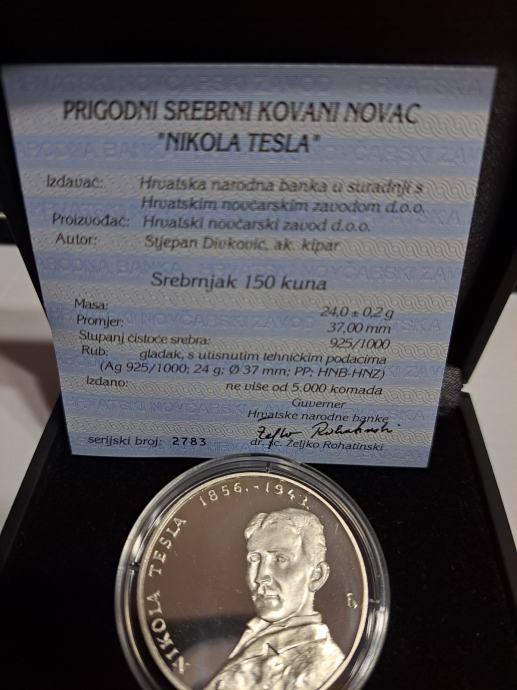 PRIGODNI SREBRNI KOVANI NOVAC
"NIKOLA TESLA"
Izdavač: Hrvatska narodna banka u suradnji s
Hrvatskim novčarskim zavodom d.o.o.
Proizvođač: Hrvatski novčarski zavod d.o.o.
Autor: Stjepan Divković, ak. kipar
Srebrnjak 150 kuna
Masa: 24,0 ± 0,2 g
Promjer: 37,00 mm
Stupanj čistoće srebra: 925/1000
Rub: gladak, s utisnutim tehničkim podacima
(Ag 925/1000; 24 g; Ø 37 mm; PP; HNB-HNZ)
Izdano: ne više od 5.000 komada
Guverner
Hrvatske narodne banke
Željko Rohatinski
serijski broj: 2783 dr. sc. Željko Rohatinski
NIKOLA TESLA 1856.-1943.